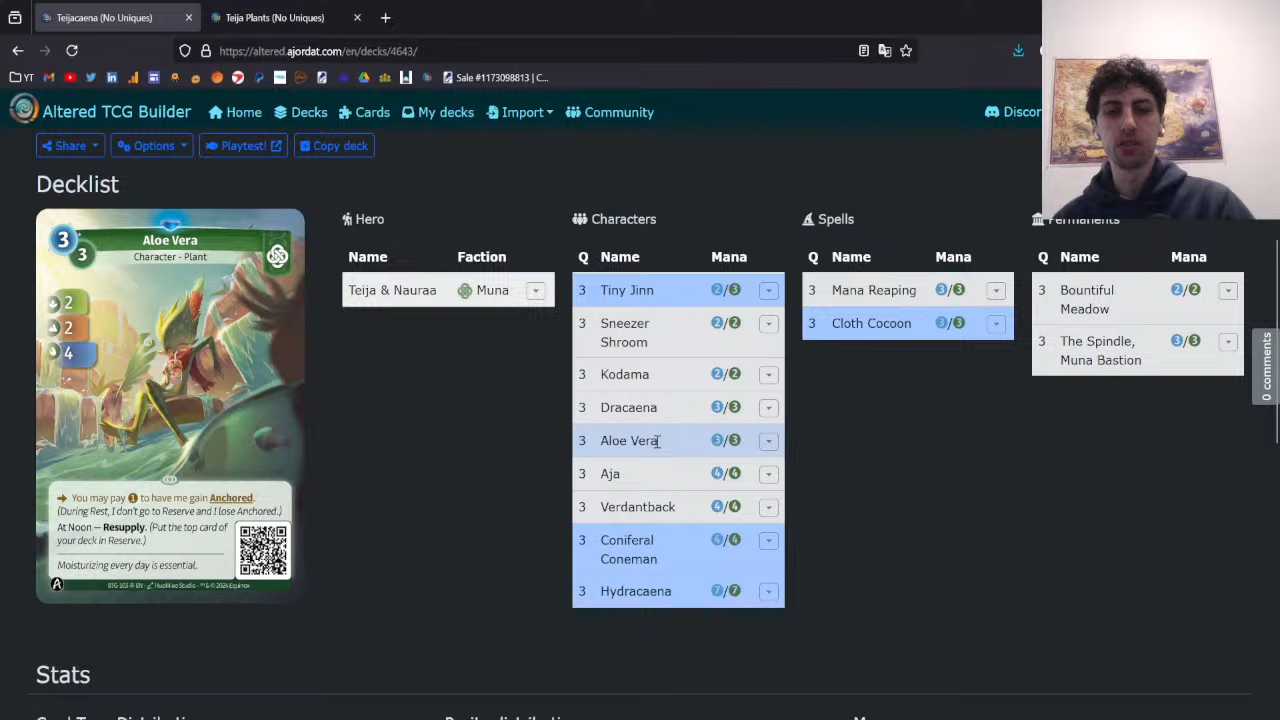 Teijacaena (No Uniques)
Teija Plants (No Uniques)
https://altered.ajordat.com/en/decks/4643/
YT
Sale #1173098813 | C...
Altered TCG Builder
Home
Decks
Cards
My decks
Import
Community
Discor
Share
Options
Playtest!
Copy deck
Decklist
3
3
Aloe Vera
Character - Plant
2
2
4
You may pay 1 to have me gain Anchored.
(During Rest, I don't go to Reserve and I lose Anchored.)
At Noon — Resupply. (Put the top card of
your deck in Reserve.)
Moisturizing every day is essential.
Hero
Name Faction
Teija & Nauraa Muna
Characters
Q Name Mana
3 Tiny Jinn 2/3
3 Sneezer
Shroom 2/2
3 Kodama 2/2
3 Dracaena 3/3
3 Aloe Vera 3/3
3 Aja 4/4
3 Verdantback 4/4
3 Coniferal
Coneman 4/4
3 Hydracaena 7/7
Spells
Q Name Mana
3 Mana Reaping 3/3
3 Cloth Cocoon 3/3
Permanents
Q Name Mana
3 Bountiful
Meadow 2/2
3 The Spindle,
Muna Bastion 3/3
0 comments
Stats